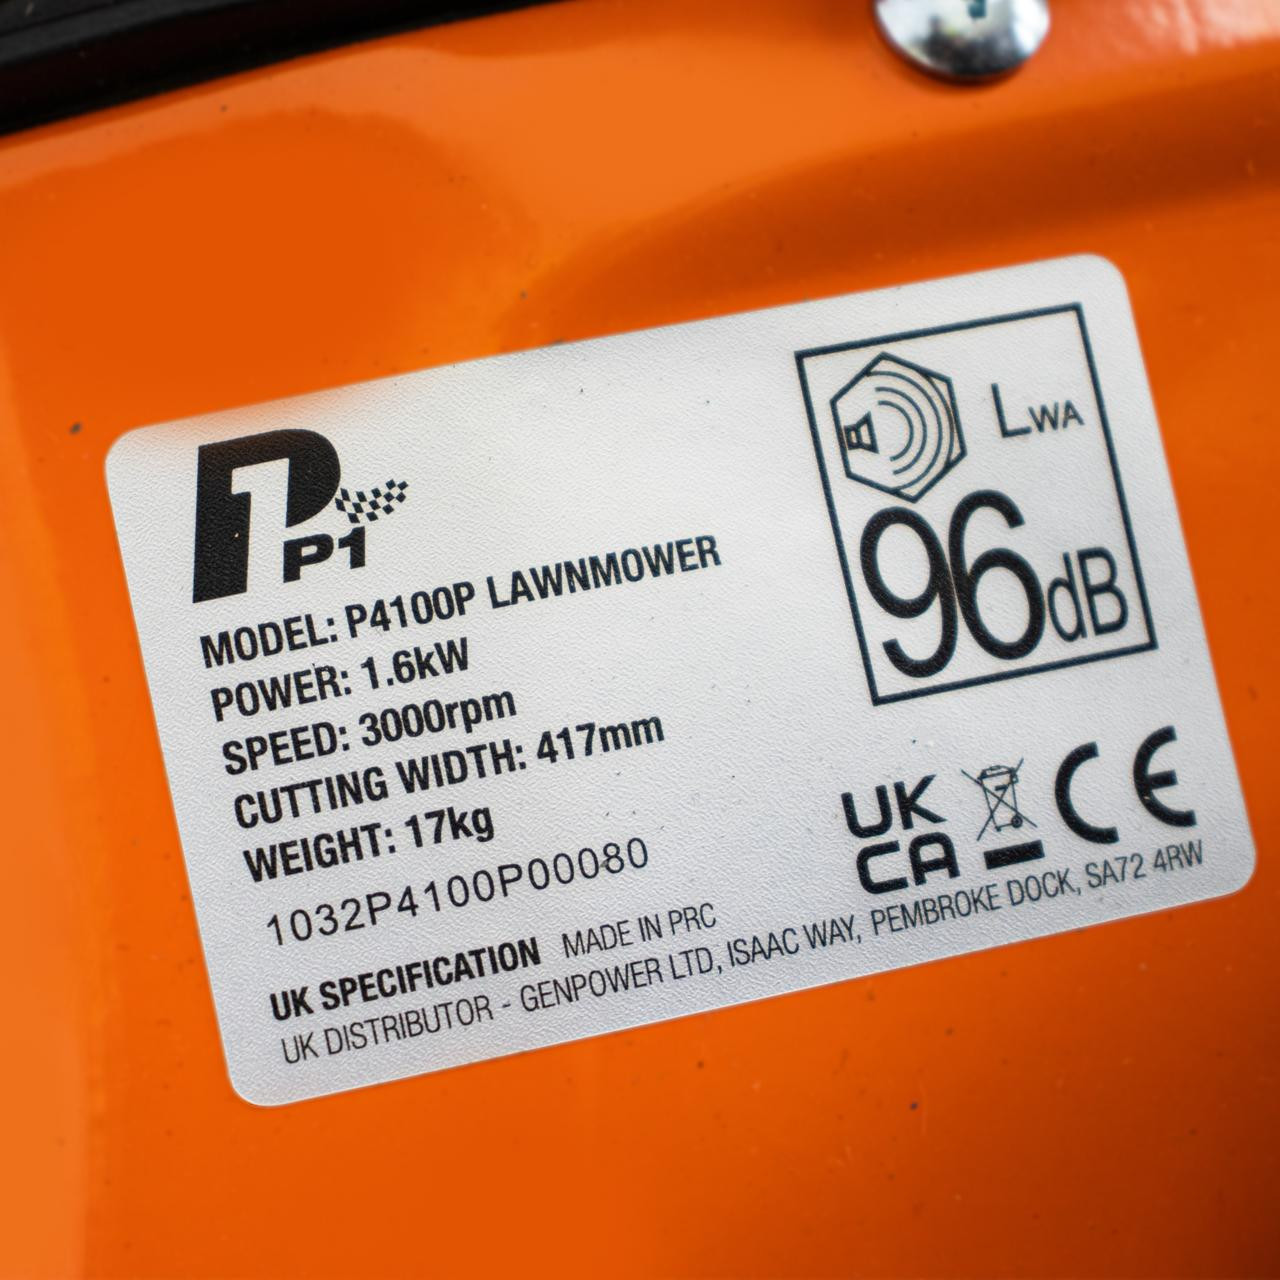 P1
P1
MODEL: P4100P LAWNMOWER
POWER: 1.6kW
SPEED: 3000rpm
CUTTING WIDTH: 417mm
WEIGHT: 17kg
1032P4100P00080
UK SPECIFICATION MADE IN PRC
UK DISTRIBUTOR - GENPOWER LTD, ISAAC WAY, PEMBROKE DOCK, SA72 4RW
LWA
96dB
UK
CA
CE